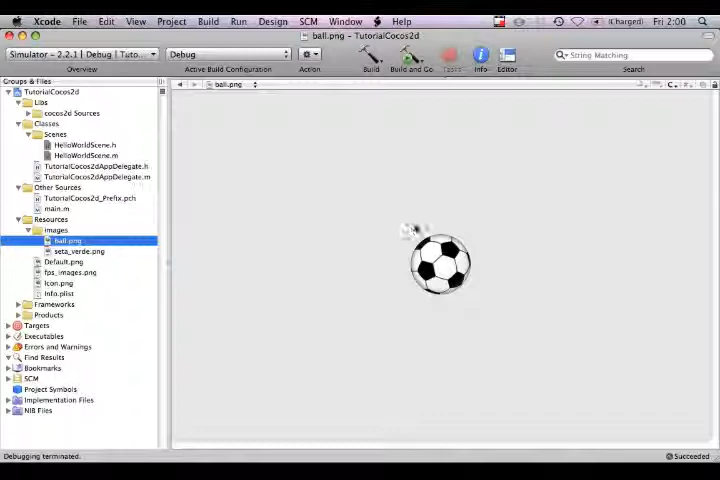 Xcode File Edit View Project Build Run Design SCM Window Help (Charged) Fri 2:00
ball.png - TutorialCocos2d
Simulator - 2.2.1 | Debug | Tuto... Debug String Matching
Overview Active Build Configuration Action Build Build and Go Tasks Info Editor Search
Groups & Files
ball.png
TutorialCocos2d
Libs
cocos2d Sources
Classes
Scenes
HelloWorldScene.h
HelloWorldScene.m
TutorialCocos2dAppDelegate.h
TutorialCocos2dAppDelegate.m
Other Sources
TutorialCocos2d_Prefix.pch
main.m
Resources
images
ball.png
seta_verde.png
Default.png
fps_images.png
Icon.png
Info.plist
Frameworks
Products
Targets
Executables
Errors and Warnings
Find Results
Bookmarks
SCM
Project Symbols
Implementation Files
NIB Files
Debugging terminated. Succeeded